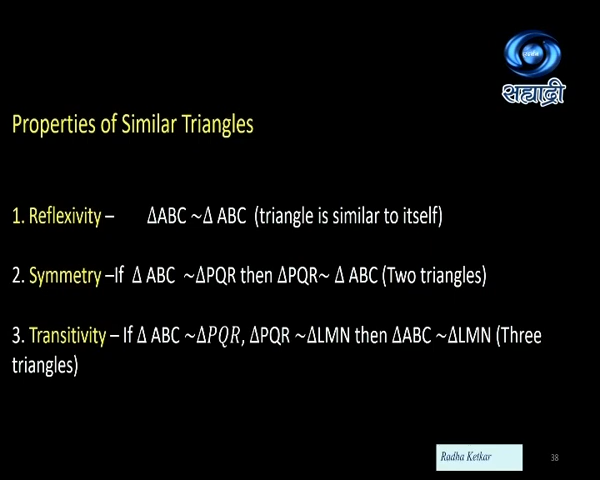 सह्याद्री
Properties of Similar Triangles
1. Reflexivity – ΔABC ~Δ ABC (triangle is similar to itself)
2. Symmetry –If Δ ABC ~ΔPQR then ΔPQR~ Δ ABC (Two triangles)
3. Transitivity – If Δ ABC ~Δ𝑃𝑄𝑅, ΔPQR ~ΔLMN then ΔABC ~ΔLMN (Three
triangles)
Radha Ketkar
38